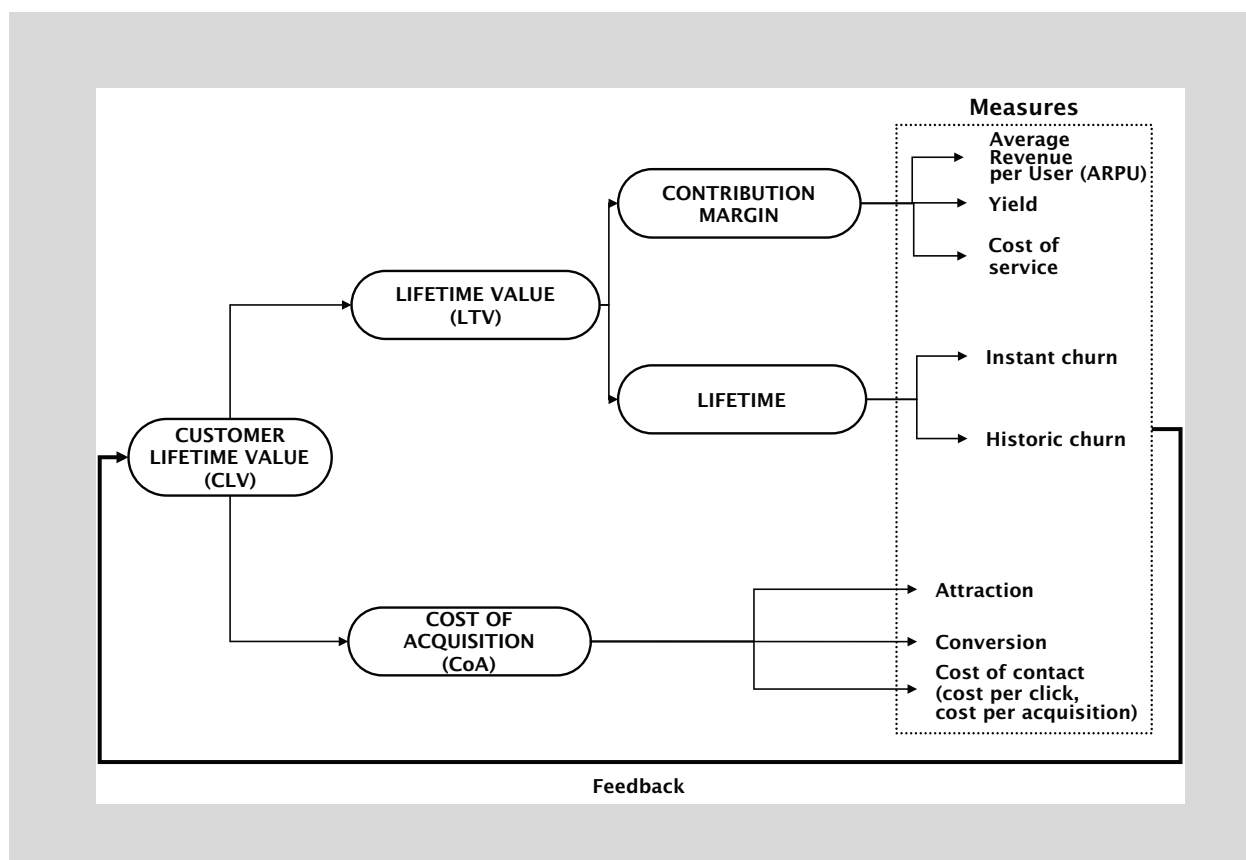 Measures
Average
Revenue
per User (ARPU)
CONTRIBUTION
MARGIN
Yield
Cost of
service
LIFETIME VALUE
(LTV)
Instant churn
LIFETIME
Historic churn
CUSTOMER
LIFETIME VALUE
(CLV)
Attraction
COST OF
ACQUISITION
(CoA)
Conversion
Cost of contact
(cost per click,
cost per acquisition)
Feedback